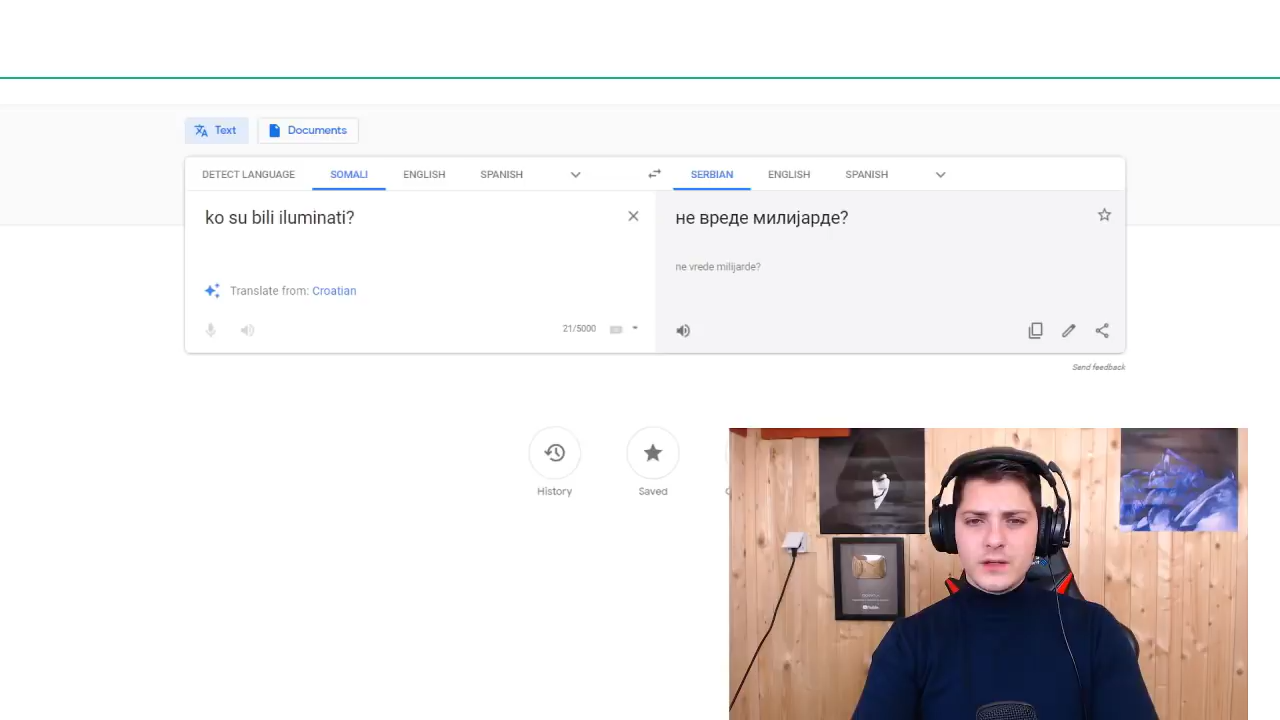 Text
Documents
DETECT LANGUAGE
SOMALI
ENGLISH
SPANISH
SERBIAN
ENGLISH
SPANISH
ko su bili iluminati?
не вреде милијарде?
ne vrede milijarde?
Translate from: Croatian
21/5000
Send feedback
History
Saved
YouTube